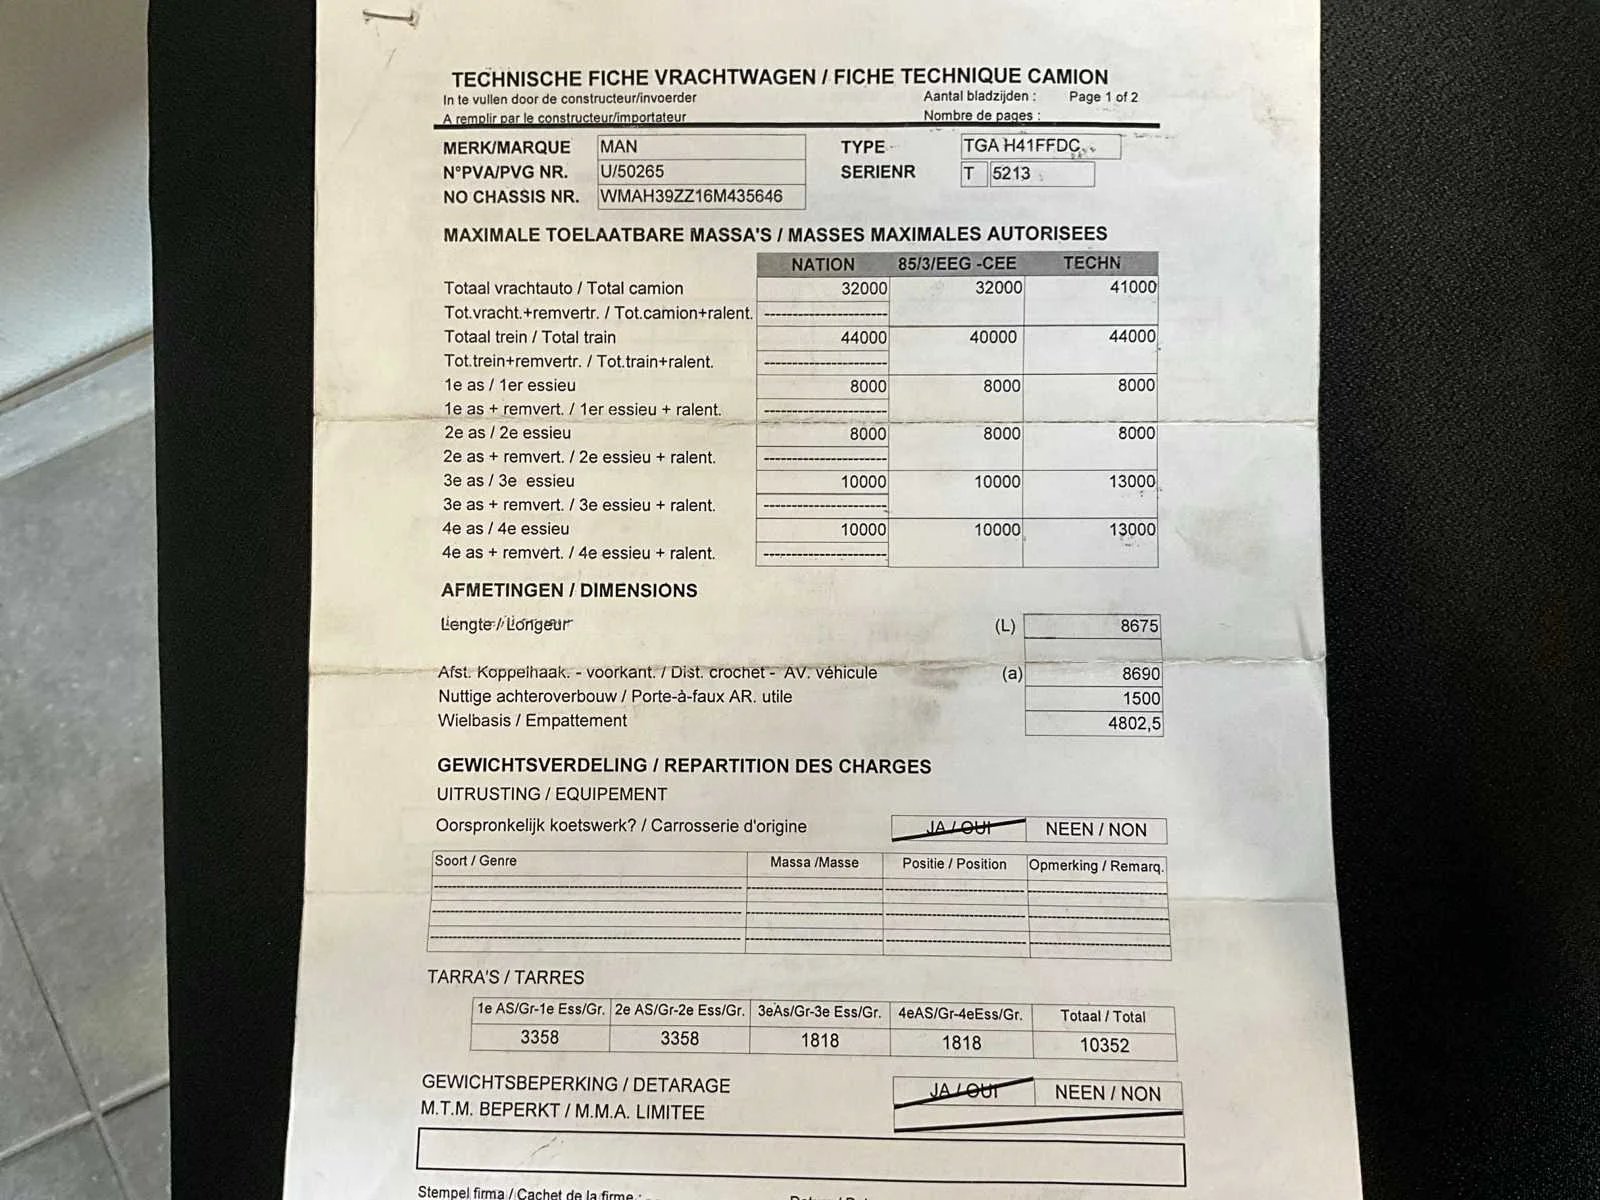 TECHNISCHE FICHE VRACHTWAGEN / FICHE TECHNIQUE CAMION
In te vullen door de constructeur/invoerder Aantal bladzijden : Page 1 of 2
A remplir par le constructeur/importateur Nombre de pages :
MERK/MARQUE MAN TYPE TGA H41FFDC
N°PVA/PVG NR. U/50265 SERIENR T 5213
NO CHASSIS NR. WMAH39ZZ16M435646
MAXIMALE TOELAATBARE MASSA'S / MASSES MAXIMALES AUTORISEES
NATION 85/3/EEG -CEE TECHN
Totaal vrachtauto / Total camion 32000 32000 41000
Tot.vracht.+remvertr. / Tot.camion+ralent. --------------------
Totaal trein / Total train 44000 40000 44000
Tot.trein+remvertr. / Tot.train+ralent. --------------------
1e as / 1er essieu 8000 8000 8000
1e as + remvert. / 1er essieu + ralent. --------------------
2e as / 2e essieu 8000 8000 8000
2e as + remvert. / 2e essieu + ralent. --------------------
3e as / 3e essieu 10000 10000 13000
3e as + remvert. / 3e essieu + ralent. --------------------
4e as / 4e essieu 10000 10000 13000
4e as + remvert. / 4e essieu + ralent. --------------------
AFMETINGEN / DIMENSIONS
Lengte / Longeur (L) 8675
Afst. Koppelhaak. - voorkant. / Dist. crochet - AV. véhicule (a) 8690
Nuttige achteroverbouw / Porte-à-faux AR. utile 1500
Wielbasis / Empattement 4802,5
GEWICHTSVERDELING / REPARTITION DES CHARGES
UITRUSTING / EQUIPEMENT
Oorspronkelijk koetswerk? / Carrosserie d'origine JA / OUI NEEN / NON
Soort / Genre Massa /Masse Positie / Position Opmerking / Remarq.
TARRA'S / TARRES
1e AS/Gr-1e Ess/Gr. 2e AS/Gr-2e Ess/Gr. 3eAs/Gr-3e Ess/Gr. 4eAS/Gr-4eEss/Gr. Totaal / Total
3358 3358 1818 1818 10352
GEWICHTSBEPERKING / DETARAGE JA / OUI NEEN / NON
M.T.M. BEPERKT / M.M.A. LIMITEE
Stempel firma / Cachet de la firme :